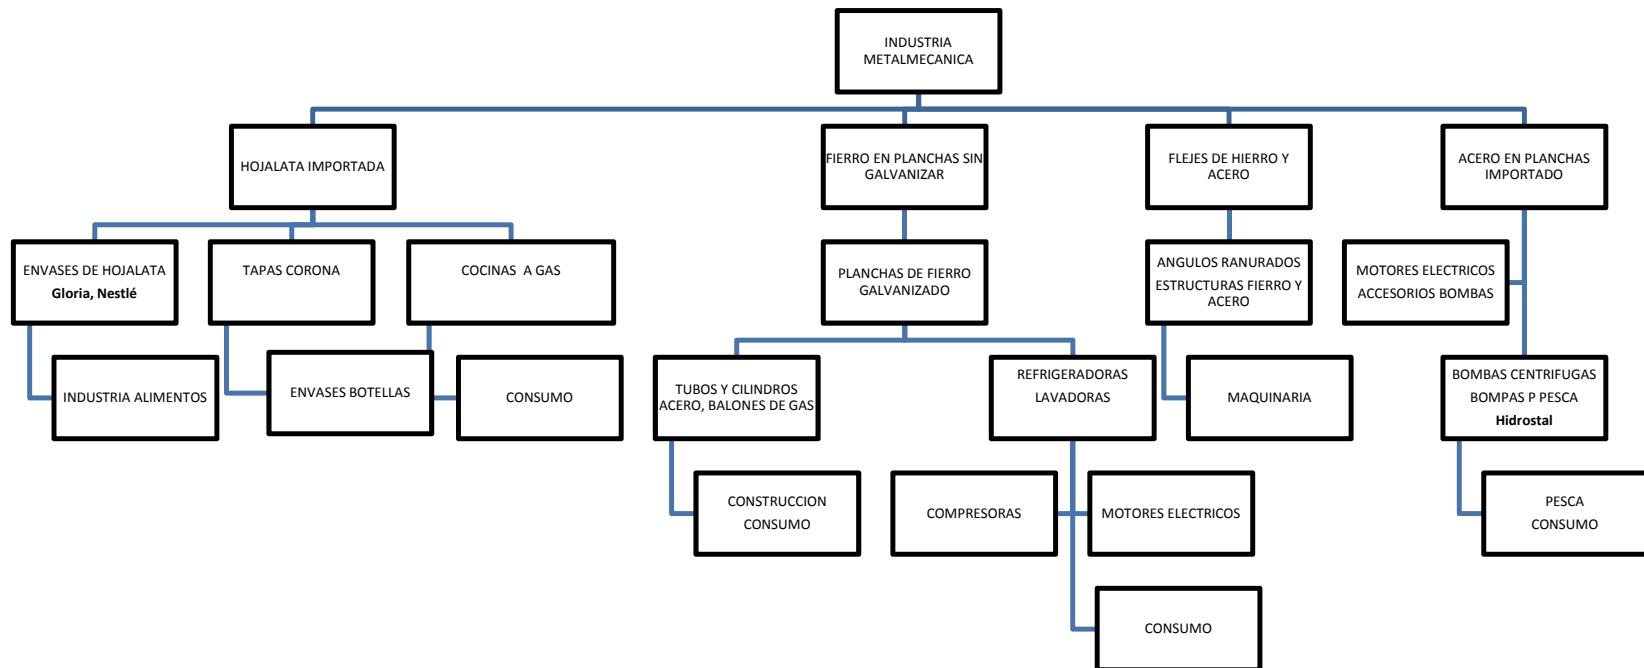 INDUSTRIA
METALMECANICA
HOJALATA IMPORTADA
FIERRO EN PLANCHAS SIN
GALVANIZAR
FLEJES DE HIERRO Y
ACERO
ACERO EN PLANCHAS
IMPORTADO
ENVASES DE HOJALATA
Gloria, Nestlé
TAPAS CORONA
COCINAS A GAS
PLANCHAS DE FIERRO
GALVANIZADO
ANGULOS RANURADOS
ESTRUCTURAS FIERRO Y
ACERO
MOTORES ELECTRICOS
ACCESORIOS BOMBAS
INDUSTRIA ALIMENTOS
ENVASES BOTELLAS
CONSUMO
TUBOS Y CILINDROS
ACERO, BALONES DE GAS
REFRIGERADORAS
LAVADORAS
MAQUINARIA
BOMBAS CENTRIFUGAS
BOMPAS P PESCA
Hidrostal
CONSTRUCCION
CONSUMO
COMPRESORAS
MOTORES ELECTRICOS
PESCA
CONSUMO
CONSUMO